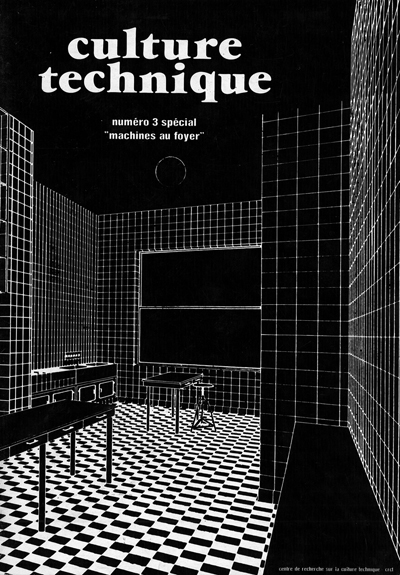 culture
technique
numéro 3 spécial
"machines au foyer"
centre de recherche sur la culture technique crct